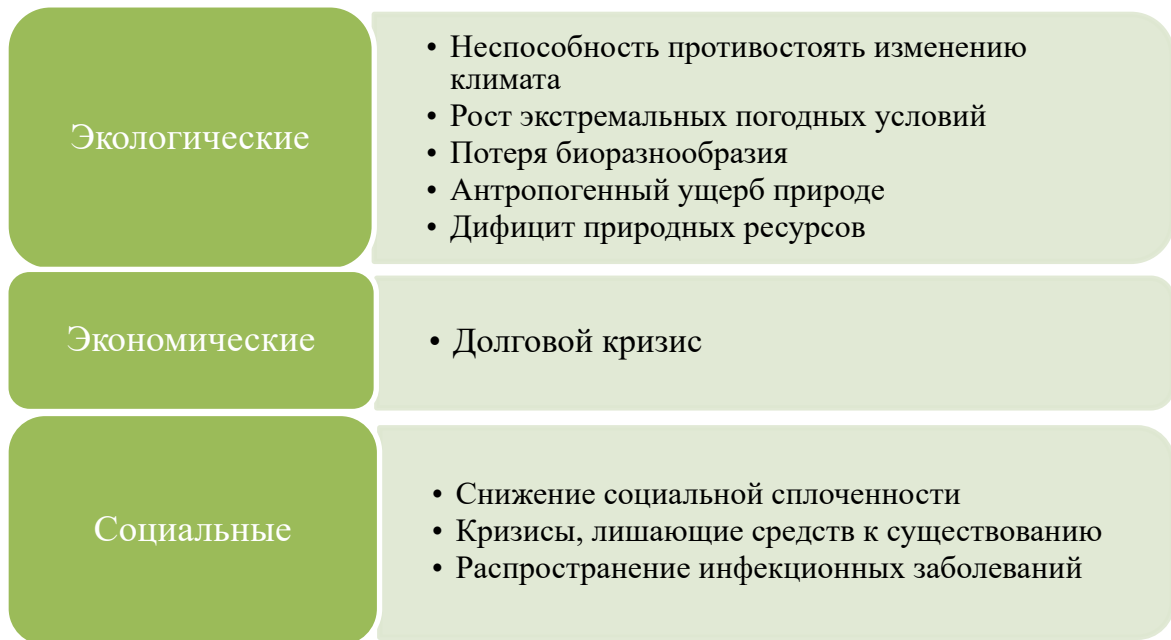 Экологические
• Неспособность противостоять изменению
климата
• Рост экстремальных погодных условий
• Потеря биоразнообразия
• Антропогенный ущерб природе
• Дифицит природных ресурсов
Экономические
• Долговой кризис
Социальные
• Снижение социальной сплоченности
• Кризисы, лишающие средств к существованию
• Распространение инфекционных заболеваний